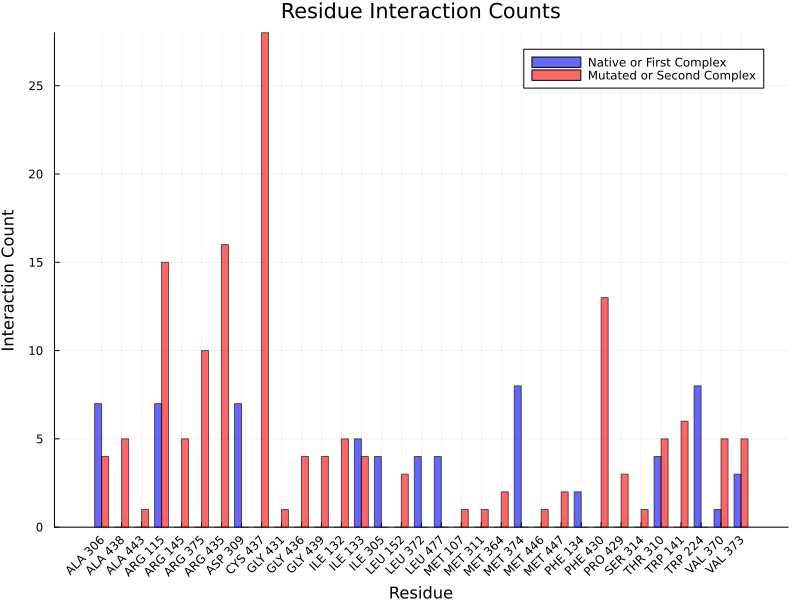 Residue Interaction Counts
Native or First Complex
Mutated or Second Complex
Interaction Count
25
20
15
10
5
0
ALA 306
ALA 438
ALA 443
ARG 115
ARG 145
ARG 375
ARG 435
ASP 309
CYS 437
GLY 431
GLY 436
GLY 439
ILE 132
ILE 133
ILE 305
LEU 152
LEU 372
LEU 477
MET 107
MET 311
MET 364
MET 374
MET 446
MET 447
PHE 134
PHE 430
PRO 429
SER 314
THR 310
TRP 141
TRP 224
VAL 370
VAL 373
Residue